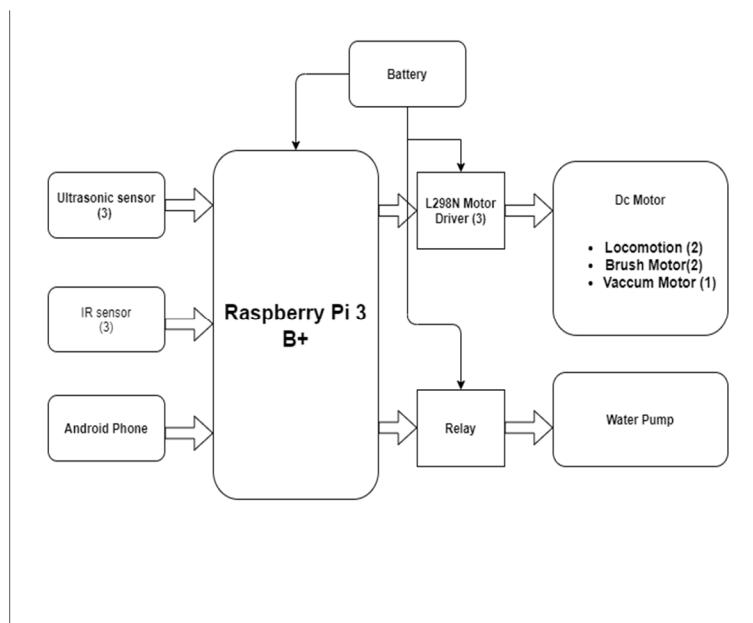 Battery
Ultrasonic sensor
(3)
IR sensor
(3)
Android Phone
Raspberry Pi 3
B+
L298N Motor
Driver (3)
Relay
Dc Motor
• Locomotion (2)
• Brush Motor(2)
• Vaccum Motor (1)
Water Pump